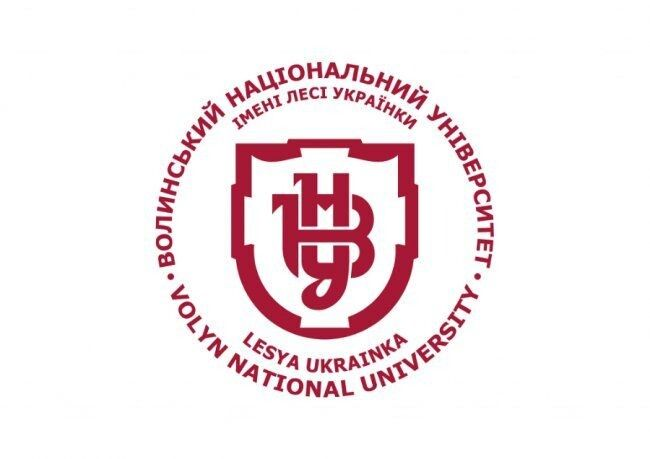 ВОЛИНСЬКИЙ НАЦІОНАЛЬНИЙ УНІВЕРСИТЕТ
ІМЕНІ ЛЕСІ УКРАЇНКИ
ВНУ
LESYA UKRAINKA
• VOLYN NATIONAL UNIVERSITY •